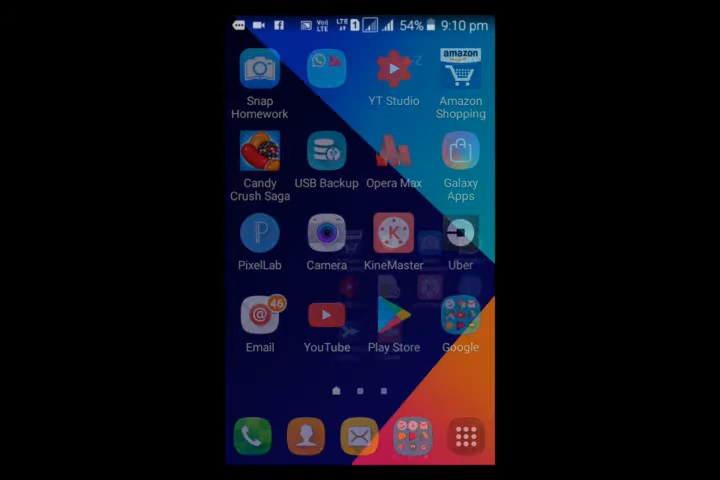 Voli LTE LTE 1 54% 9:10 pm
amazon
Snap Homework YT Studio Amazon Shopping
Candy Crush Saga USB Backup Opera Max Galaxy Apps
PixelLab Camera KineMaster Uber
46
Email YouTube Play Store Google